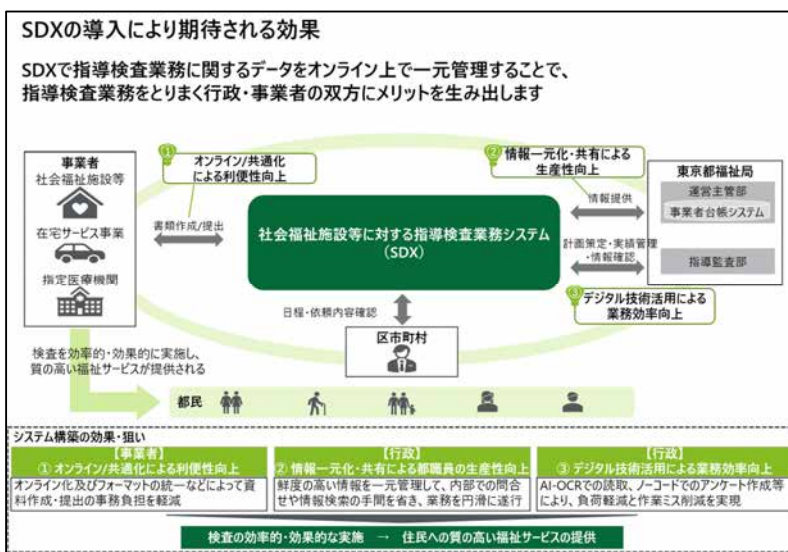 SDXの導入により期待される効果
SDXで指導検査業務に関するデータをオンライン上で一元管理することで、
指導検査業務をとりまく行政・事業者の双方にメリットを生み出します
事業者
社会福祉施設等
在宅サービス事業
指定医療機関
①
オンライン/共通化
による利便性向上
書類作成/提出
社会福祉施設等に対する指導検査業務システム
(SDX)
②
情報一元化・共有による
生産性向上
情報提供
計画策定・実績管理
・情報確認
東京都福祉局
運営主管部
事業者台帳システム
指導監査部
③
デジタル技術活用による
業務効率向上
日程・依頼内容確認
区市町村
検査を効率的・効果的に実施し、
質の高い福祉サービスが提供される
都民
システム構築の効果・狙い
【事業者】
① オンライン/共通化による利便性向上
オンライン化及びフォーマットの統一などによって資
料作成・提出の事務負担を軽減
【行政】
② 情報一元化・共有による都職員の生産性向上
鮮度の高い情報を一元管理して、内部での問合
せや情報検索の手間を省き、業務を円滑に遂行
【行政】
③ デジタル技術活用による業務効率向上
AI-OCRでの読取、ノーコードでのアンケート作成等
により、負荷軽減と作業ミス削減を実現
検査の効率的・効果的な実施 → 住民への質の高い福祉サービスの提供